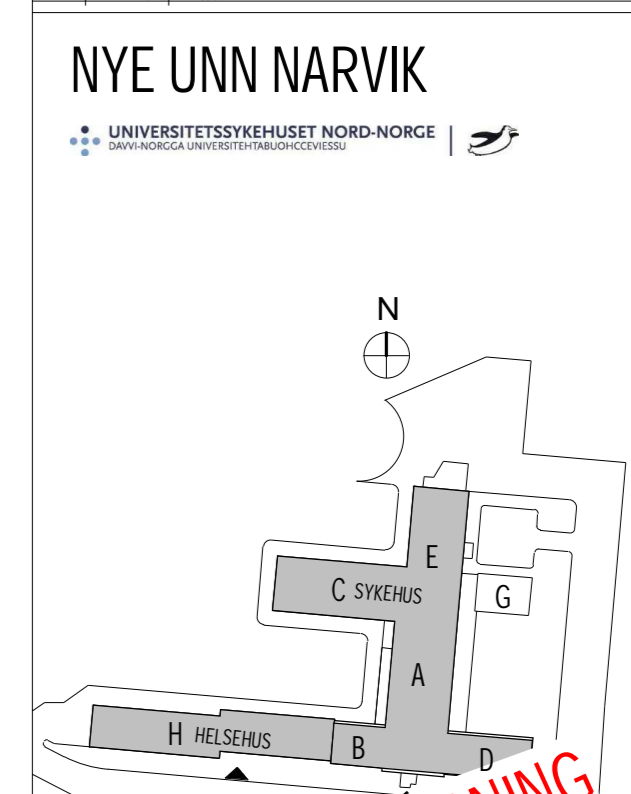 NYE UNN NARVIK
UNIVERSITETSSYKEHUSET NORD-NORGE
DAVVI-NORGGA UNIVERSITEHTABUOHCCEVIESSU
N
E
C SYKEHUS
G
A
H HELSEHUS
B
D